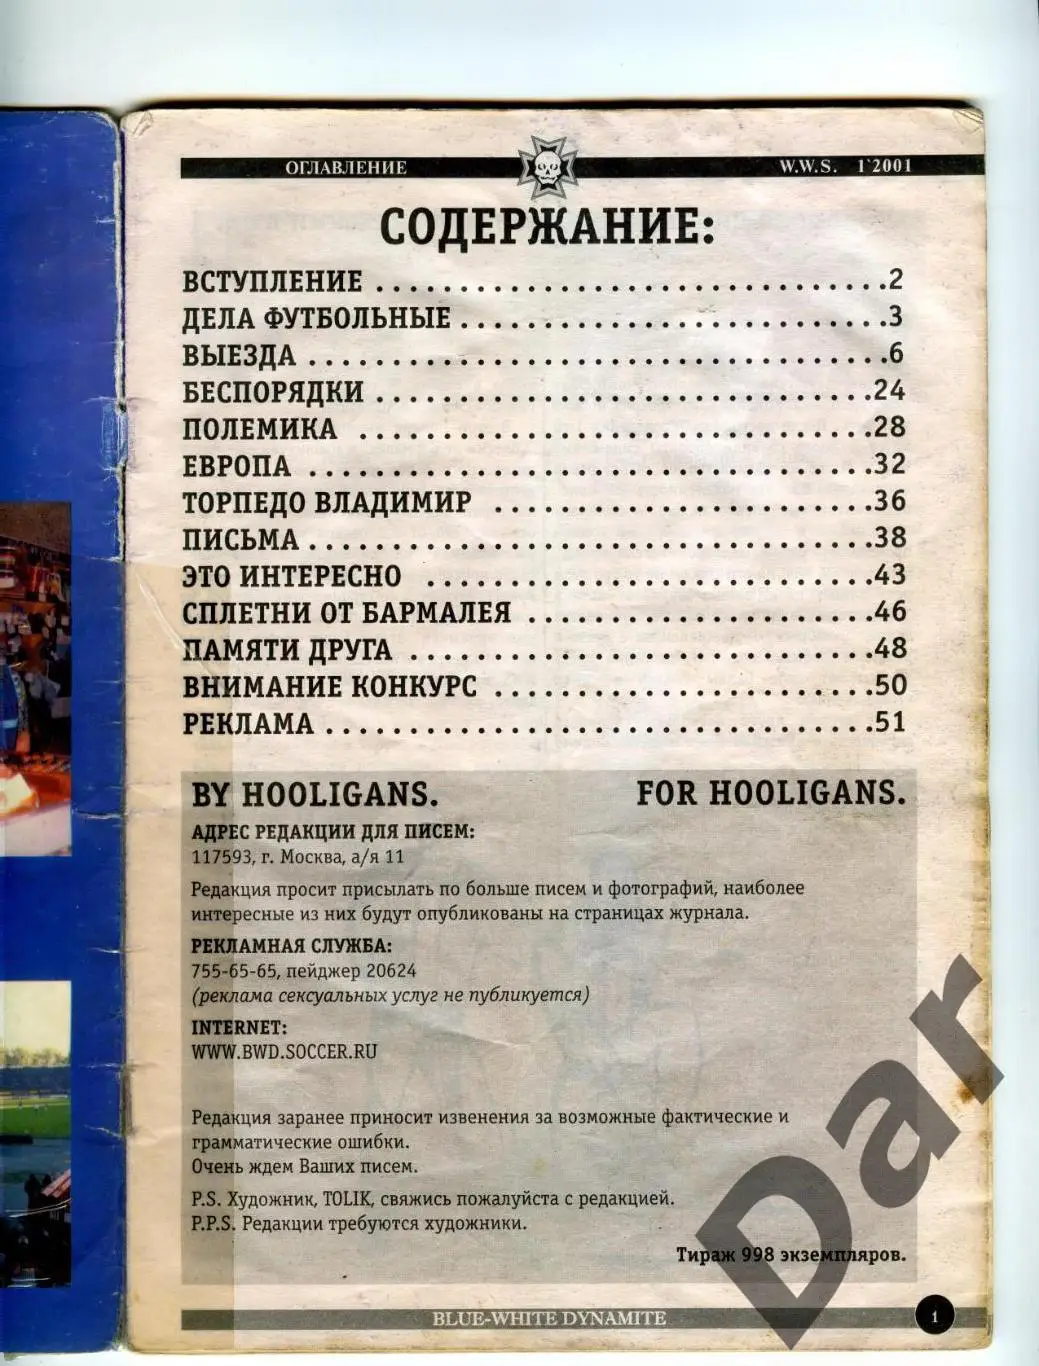 ОГЛАВЛЕНИЕ W.W.S. 1`2001
СОДЕРЖАНИЕ:
ВСТУПЛЕНИЕ ................................2
ДЕЛА ФУТБОЛЬНЫЕ ..........................3
ВЫЕЗДА ...................................6
БЕСПОРЯДКИ ..............................24
ПОЛЕМИКА ...............................28
ЕВРОПА ..................................32
ТОРПЕДО ВЛАДИМИР .......................36
ПИСЬМА ..................................38
ЭТО ИНТЕРЕСНО ...........................43
СПЛЕТНИ ОТ БАРМАЛЕЯ .....................46
ПАМЯТИ ДРУГА ............................48
ВНИМАНИЕ КОНКУРС .......................50
РЕКЛАМА .................................51
BY HOOLIGANS. FOR HOOLIGANS.
АДРЕС РЕДАКЦИИ ДЛЯ ПИСЕМ:
117593, г. Москва, а/я 11
Редакция просит присылать по больше писем и фотографий, наиболее
интересные из них будут опубликованы на страницах журнала.
РЕКЛАМНАЯ СЛУЖБА:
755-65-65, пейджер 20624
(реклама сексуальных услуг не публикуется)
INTERNET:
WWW.BWD.SOCCER.RU
Редакция заранее приносит извенения за возможные фактические и
грамматические ошибки.
Очень ждем Ваших писем.
P.S. Художник, TOLIK, свяжись пожалуйста с редакцией.
P.P.S. Редакции требуются художники.
Тираж 998 экземпляров.
BLUE-WHITE DYNAMITE 1
Dar